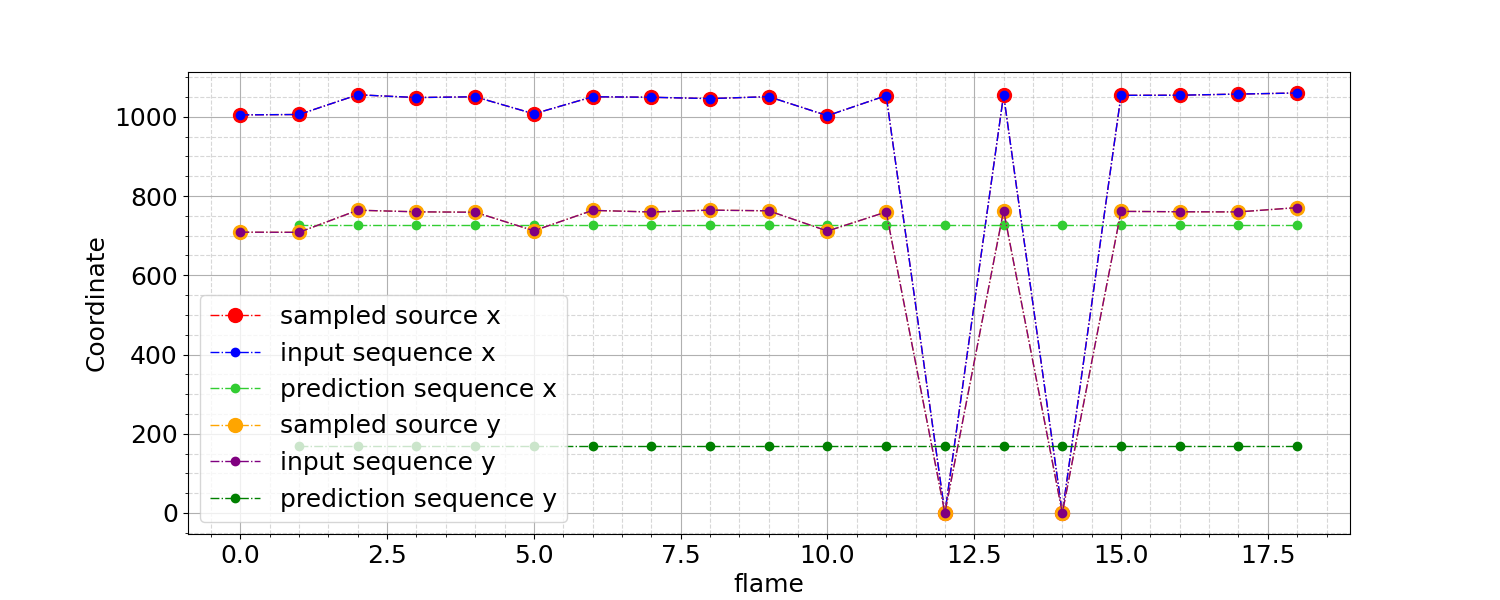 1000
800
600
400
200
0
Coordinate
sampled source x
input sequence x
prediction sequence x
sampled source y
input sequence y
prediction sequence y
0.0 2.5 5.0 7.5 10.0 12.5 15.0 17.5
flame